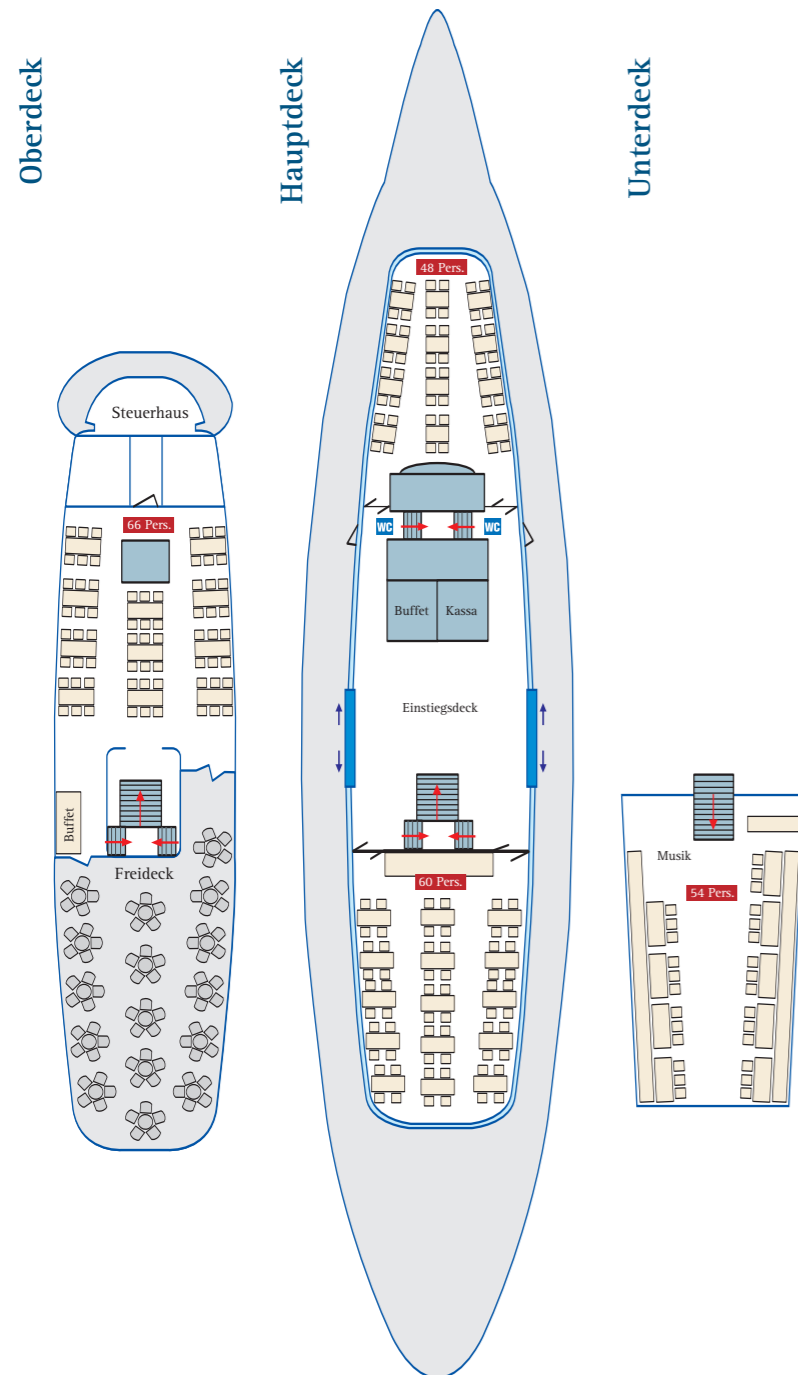 Oberdeck
Steuerhaus
66 Pers.
Buffet
Freideck
Hauptdeck
48 Pers.
WC
WC
Buffet
Kassa
Einstiegsdeck
60 Pers.
Unterdeck
Musik
54 Pers.